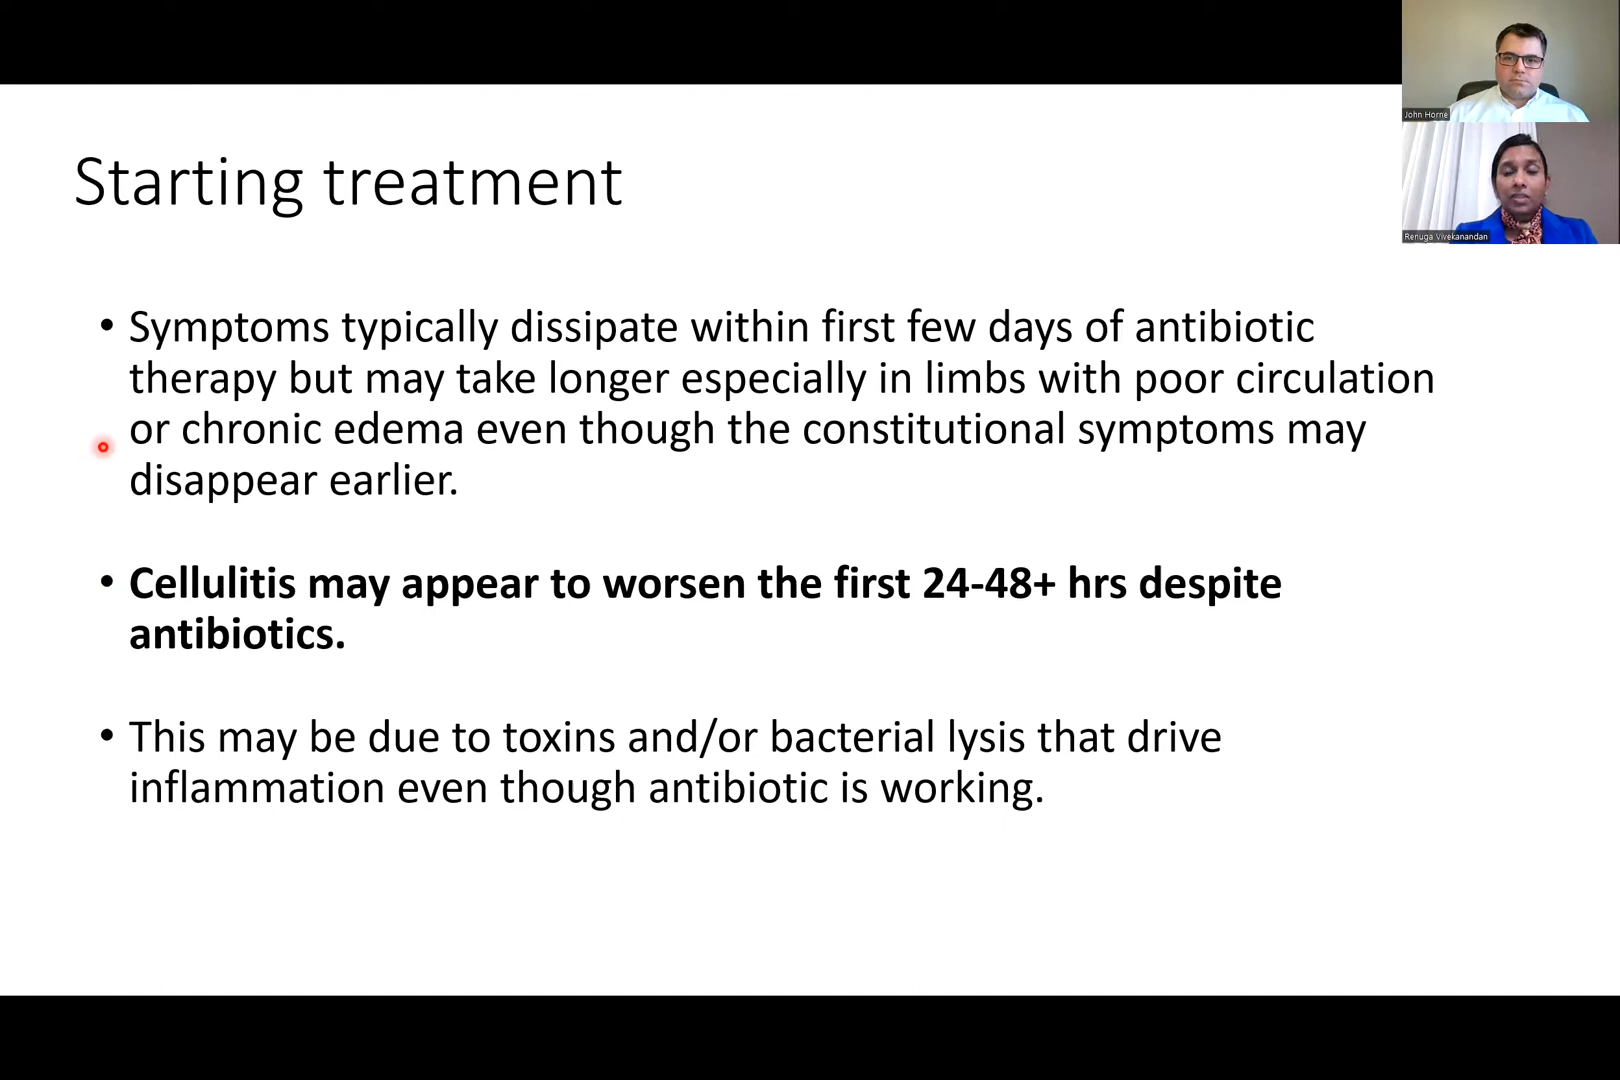 John Horne
Renuga Vivekanandan
Starting treatment
• Symptoms typically dissipate within first few days of antibiotic
therapy but may take longer especially in limbs with poor circulation
or chronic edema even though the constitutional symptoms may
disappear earlier.
• Cellulitis may appear to worsen the first 24-48+ hrs despite
antibiotics.
• This may be due to toxins and/or bacterial lysis that drive
inflammation even though antibiotic is working.